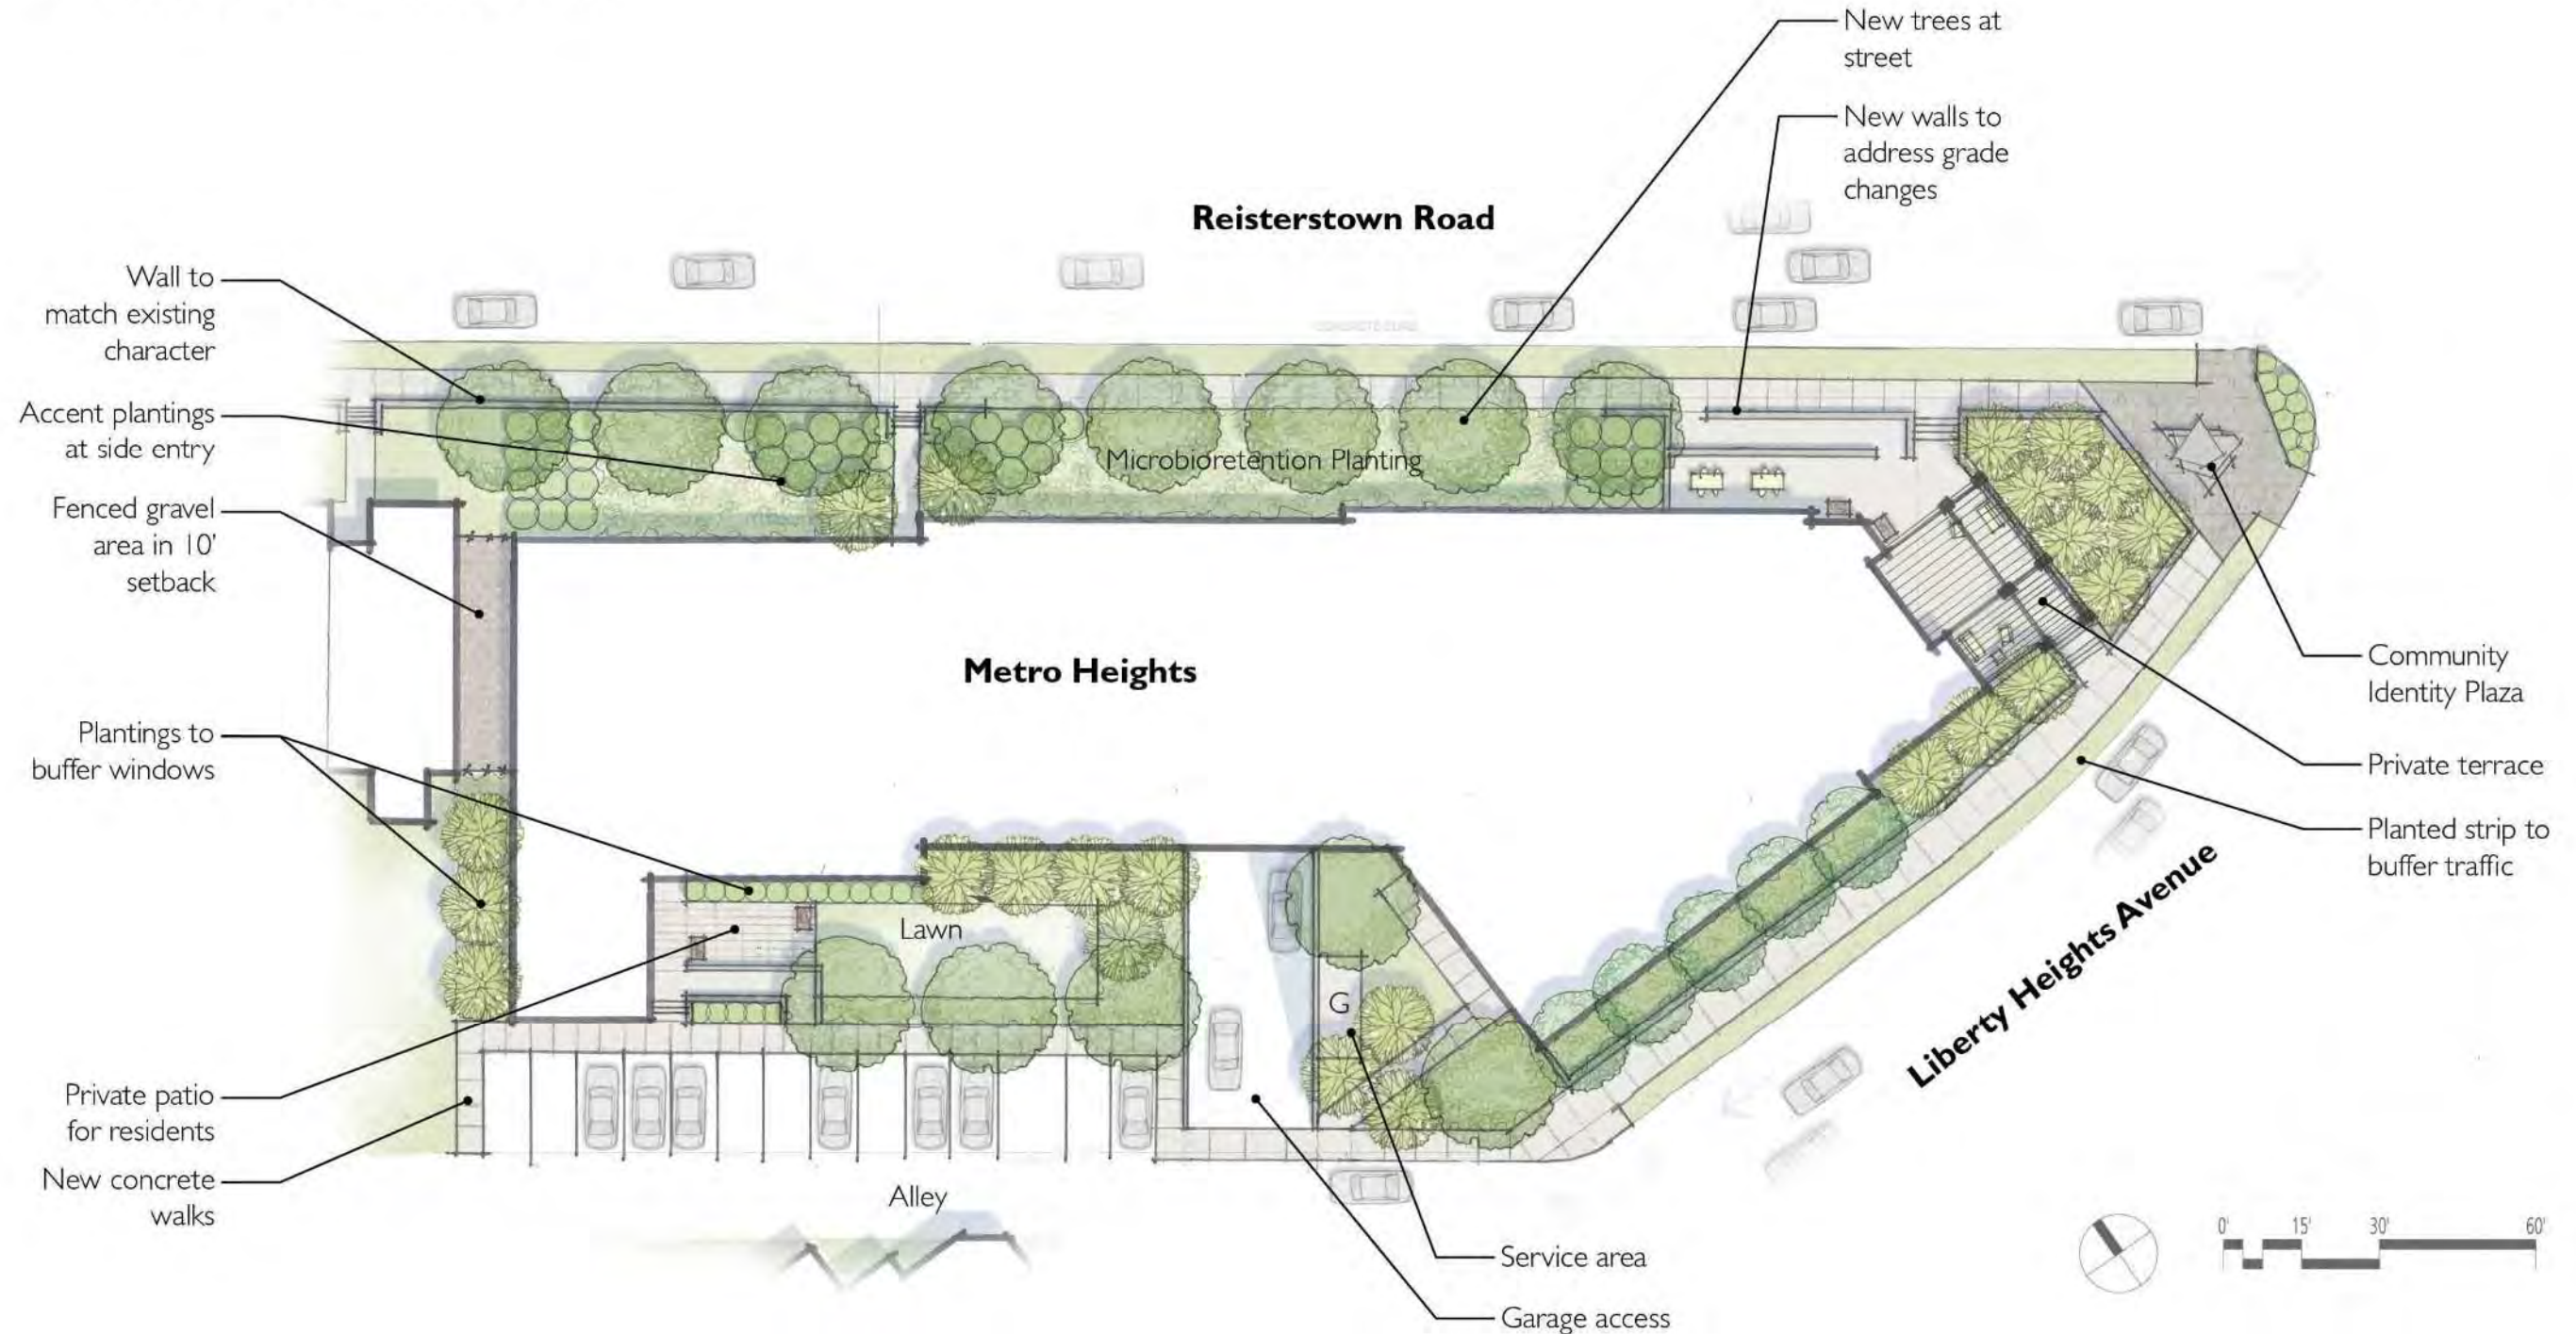 New trees at
street
New walls to
address grade
changes
Reisterstown Road
Wall to
match existing
character
CONCRETE CURB
Accent plantings
at side entry
Microbioretention Planting
Fenced gravel
area in 10'
setback
Metro Heights
Community
Identity Plaza
Plantings to
buffer windows
Private terrace
Planted strip to
buffer traffic
Lawn
Liberty Heights Avenue
G
Private patio
for residents
New concrete
walks
Alley
Service area
Garage access
0' 15' 30' 60'